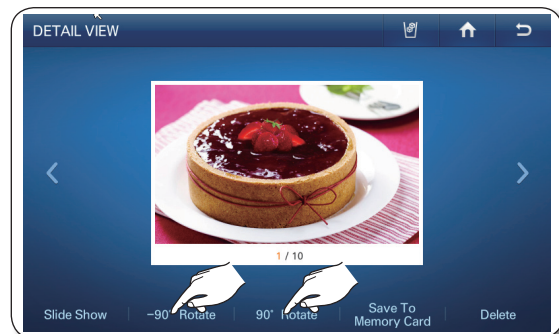 DETAIL VIEW
1 / 10
Slide Show
-90° Rotate
90° Rotate
Save To
Memory Card
Delete